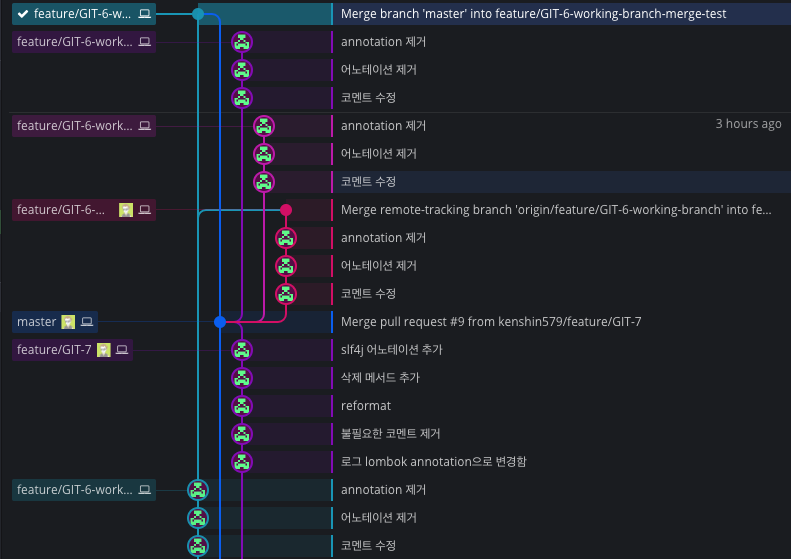 feature/GIT-6-w... Merge branch 'master' into feature/GIT-6-working-branch-merge-test
feature/GIT-6-work... annotation 제거
어노테이션 제거
코멘트 수정
feature/GIT-6-work... annotation 제거 3 hours ago
어노테이션 제거
코멘트 수정
feature/GIT-6-... Merge remote-tracking branch 'origin/feature/GIT-6-working-branch' into fe...
annotation 제거
어노테이션 제거
코멘트 수정
master Merge pull request #9 from kenshin579/feature/GIT-7
feature/GIT-7 slf4j 어노테이션 추가
삭제 메서드 추가
reformat
불필요한 코멘트 제거
로그 lombok annotation으로 변경함
feature/GIT-6-work... annotation 제거
어노테이션 제거
코멘트 수정